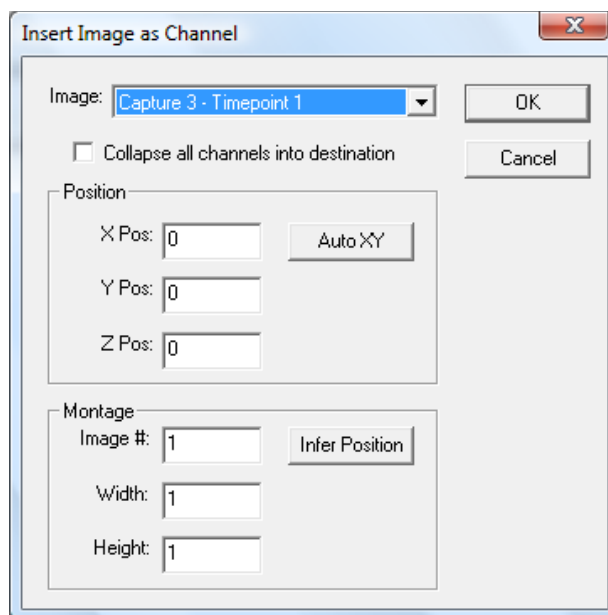 Insert Image as Channel
Image: Capture 3 - Timepoint 1 OK
Collapse all channels into destination Cancel
Position
X Pos: 0 Auto XY
Y Pos: 0
Z Pos: 0
Montage
Image #: 1 Infer Position
Width: 1
Height: 1